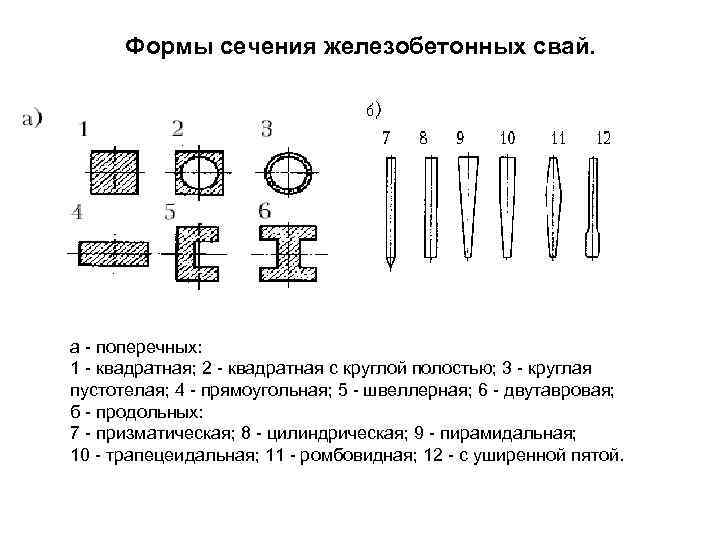 Формы сечения железобетонных свай.
а)
1 2 3
4 5 6
б)
7 8 9 10 11 12
а - поперечных:
1 - квадратная; 2 - квадратная с круглой полостью; 3 - круглая
пустотелая; 4 - прямоугольная; 5 - швеллерная; 6 - двутавровая;
б - продольных:
7 - призматическая; 8 - цилиндрическая; 9 - пирамидальная;
10 - трапецеидальная; 11 - ромбовидная; 12 - с уширенной пятой.